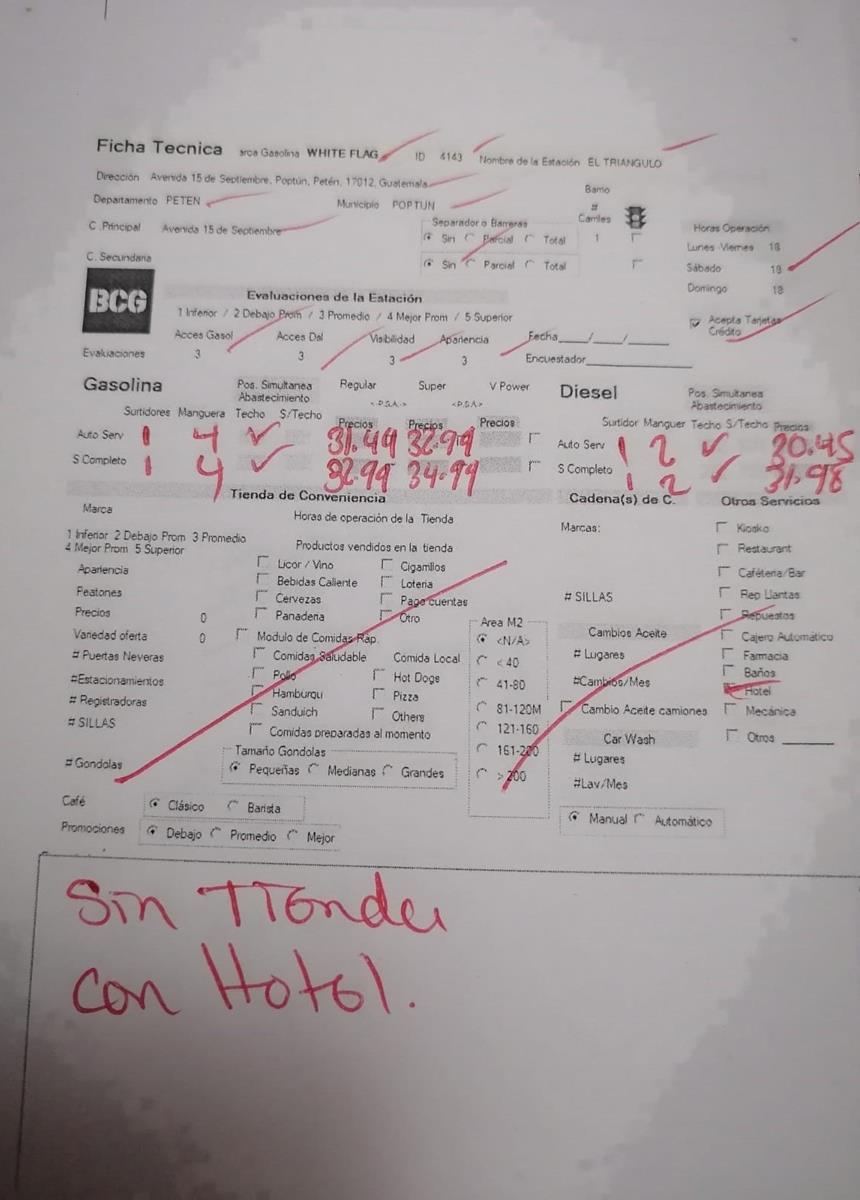 Ficha Tecnica arca Gasolina WHITE FLAG ID 4143 Nombre de la Estación EL TRIANGULO
Dirección Avenida 15 de Septiembre, Poptún, Petén, 17012, Guatemala
Departamento PETEN Municipio POPTUN
Barrio
# Carriles
C .Principal Avenida 15 de Septiembre
Separador o Barreras
Sin Parcial Total 1
C. Secundaria Sin Parcial Total
Horas Operación
Lunes -Viernes 18
Sábado 18
Domingo 18
BCG
Evaluaciones de la Estación
1 Inferior / 2 Debajo Prom / 3 Promedio / 4 Mejor Prom / 5 Superior
Acepta Tarjetas Crédito
Acces Gasol Acces Dsl Visibilidad Apariencia Fecha___/___/___
Evaluaciones 3 3 3 3 Encuestador
Gasolina Pos. Simultanea Abastecimiento Regular Super V Power
<-P.S.A.-> <-P.S.A>
Surtidores Manguera Techo S/Techo Precios Precios Precios
Auto Serv 1 4 ✓ 31.49 32.99
S Completo 1 4 ✓ 32.99 34.99
Diesel Pos. Simultanea Abastecimiento
Surtidor Manguer Techo S/Techo Precios
Auto Serv 1 2 ✓ 30.45
S Completo 1 2 ✓ 31.98
Tienda de Conveniencia
Marca Horas de operación de la Tienda
1 Inferior 2 Debajo Prom 3 Promedio
4 Mejor Prom 5 Superior
Productos vendidos en la tienda
Apariencia
Peatones
Precios 0
Variedad oferta 0
# Puertas Neveras
#Estacionamientos
# Registradoras
# SILLAS
# Gondolas
Licor / Vino Cigarrillos
Bebidas Caliente Loteria
Cervezas Pago cuentas
Panaderia Otro
Modulo de Comidas Rap.
Comidas Saludable Comida Local
Pollo Hot Dogs
Hamburqu Pizza
Sanduich Others
Comidas preparadas al momento
Tamaño Gondolas
Pequeñas Medianas Grandes
Area M2
<N/A>
< 40
41-80
81-120M
121-160
161-200
> 200
Café Clásico Barista
Promociones Debajo Promedio Mejor
Cadena(s) de C.
Marcas:
# SILLAS
Cambios Aceite
# Lugares
#Cambios/Mes
Cambio Aceite camiones
Car Wash
# Lugares
#Lav/Mes
Manual Automático
Otros Servicios
Kiosko
Restaurant
Caféteria/Bar
Rep Llantas
Repuestos
Cajero Automático
Farmacia
Baños
Hotel
Mecánica
Otros
Sin Tienda
con Hotel.